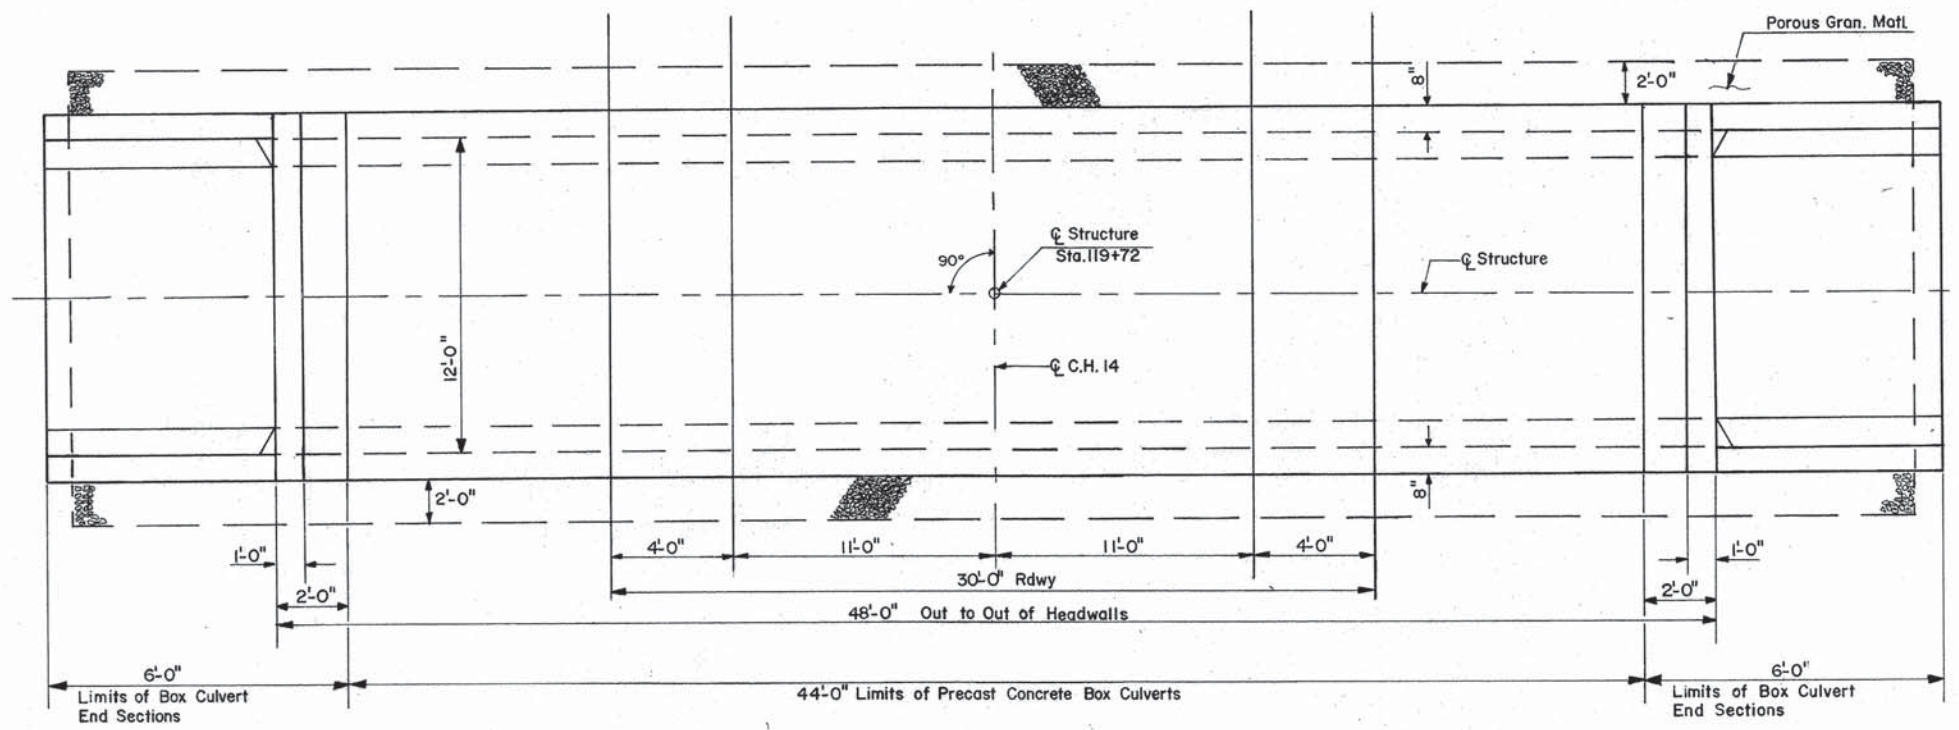 Porous Gran. Matl.
8"
2'-0"
℄ Structure
Sta. 119+72
90°
℄ Structure
12'-0"
℄ C.H. 14
2'-0"
8"
4'-0"
11'-0"
11'-0"
4'-0"
1'-0"
1'-0"
30'-0" Rdwy
2'-0"
2'-0"
48'-0" Out to Out of Headwalls
6'-0"
Limits of Box Culvert
End Sections
44'-0" Limits of Precast Concrete Box Culverts
6'-0"
Limits of Box Culvert
End Sections